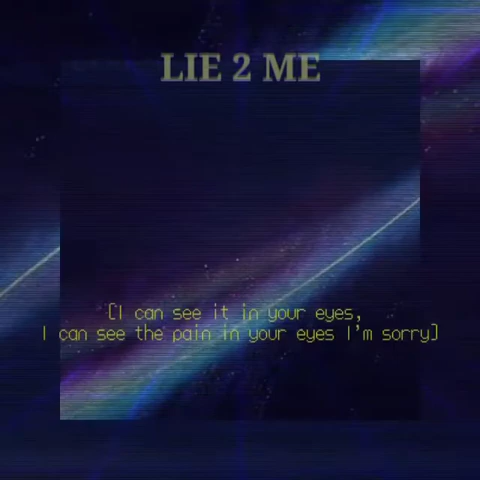 LIE 2 ME
[I can see it in your eyes,
I can see the pain in your eyes I'm sorry]